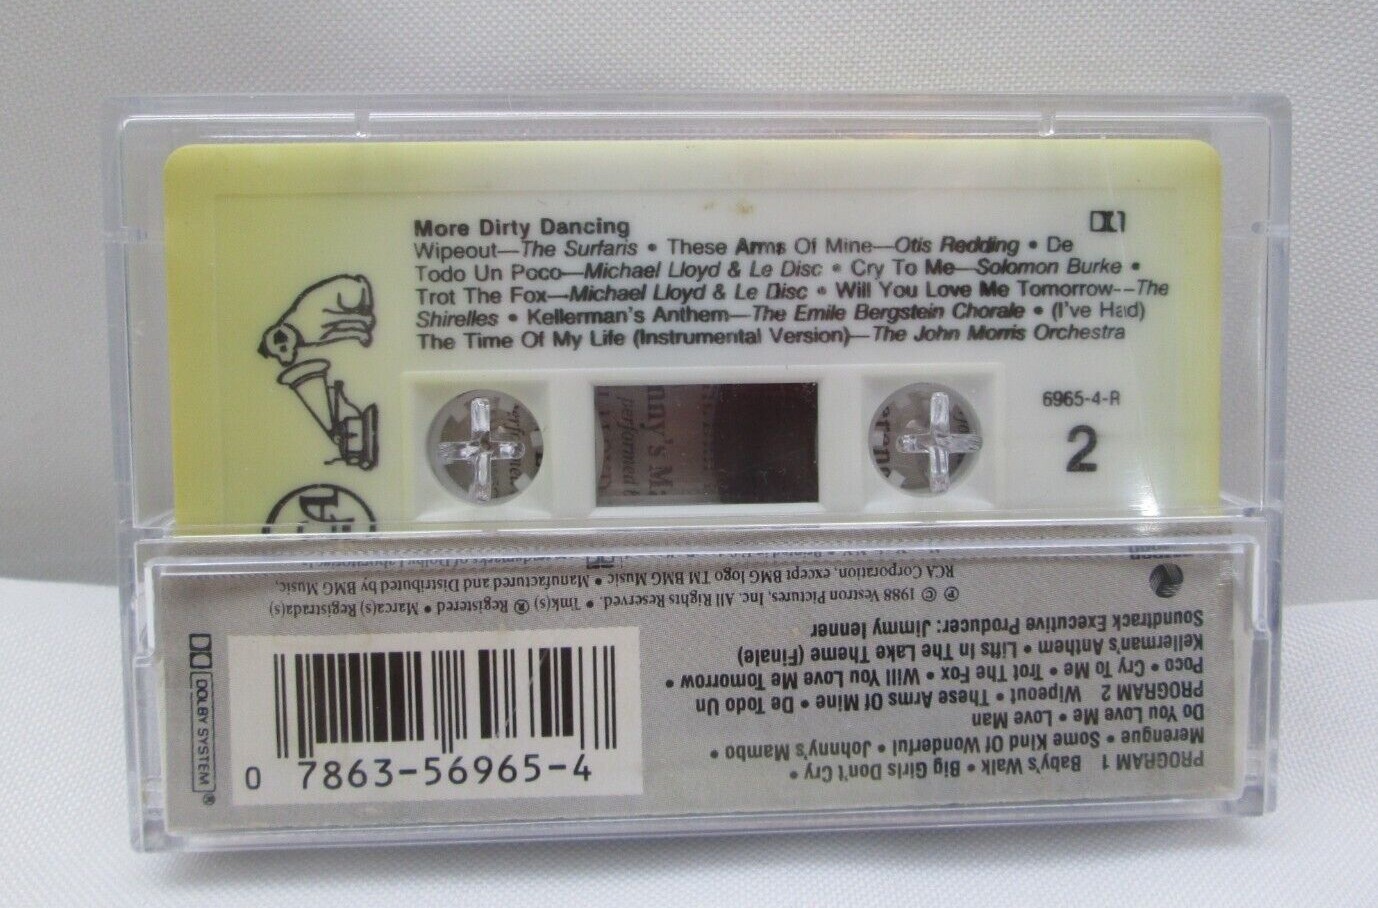 More Dirty Dancing
Wipeout—The Surfaris • These Arms Of Mine—Otis Redding • De
Todo Un Poco—Michael Lloyd & Le Disc • Cry To Me—Solomon Burke •
Trot The Fox—Michael Lloyd & Le Disc • Will You Love Me Tomorrow--The
Shirelles • Kellerman's Anthem—The Emile Bergstein Chorale • (I've Had)
The Time Of My Life (Instrumental Version)—The John Morris Orchestra
6965-4-R
2
nny's M
performed
PROGRAM 1 Baby's Walk • Big Girls Don't Cry •
Merengue • Some Kind Of Wonderful • Johnny's Mambo •
Do You Love Me • Love Man
PROGRAM 2 Wipeout • These Arms Of Mine • De Todo Un
Poco • Cry To Me • Trot The Fox • Will You Love Me Tomorrow •
Kellerman's Anthem • Lifts In The Lake Theme (Finale)
Soundtrack Executive Producer: Jimmy Ienner
℗ © 1988 Vestron Pictures, Inc. All Rights Reserved. • Tmk(s) ® Registered • Marca(s) Registrada(s)
RCA Corporation, except BMG logo TM BMG Music • Manufactured and Distributed by BMG Music,
DOLBY SYSTEM ®
0 7863-56965-4